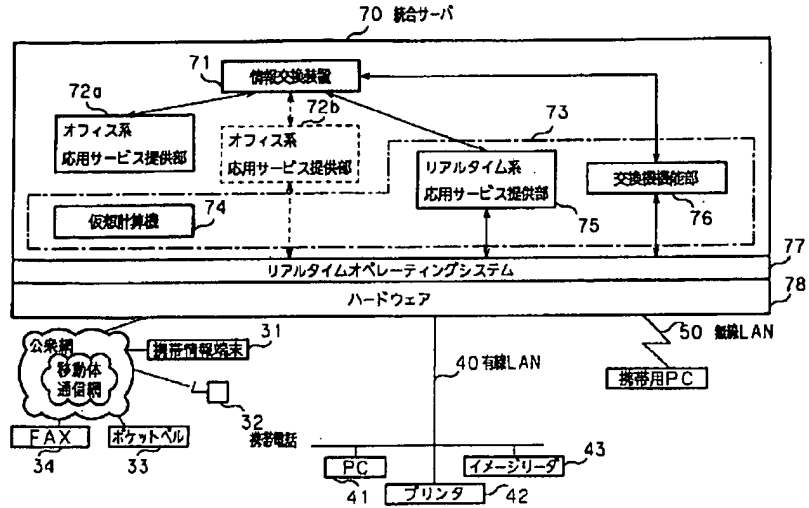 70 統合サーバ
71
情報交換装置
72a
オフィス系
応用サービス提供部
72b
オフィス系
応用サービス提供部
73
リアルタイム系
応用サービス提供部
75
交換機機能部
76
仮想計算機
74
リアルタイムオペレーティングシステム
77
ハードウェア
78
公衆網
移動体
通信網
携帯情報端末
31
32
携帯電話
FAX
34
ポケットベル
33
40 有線LAN
50 無線LAN
携帯用PC
PC
41
プリンタ
42
イメージリーダ
43